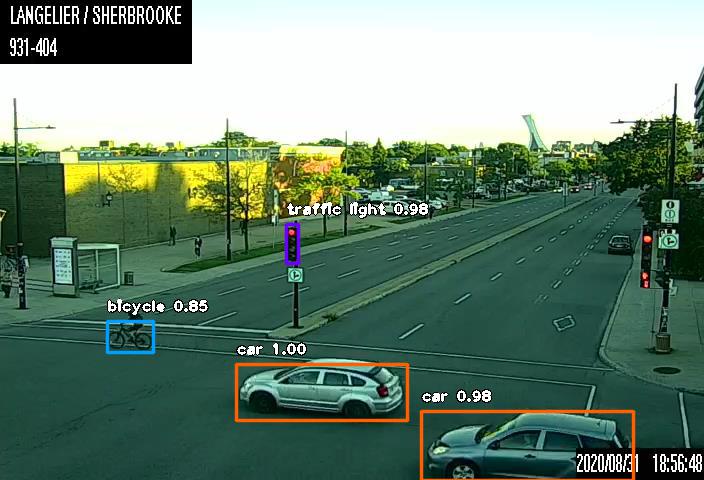 LANGELIER / SHERBROOKE
931-404
traffic light 0.98
bicycle 0.85
car 1.00
car 0.98
2020/08/31 18:56:48